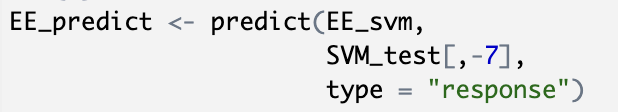 EE_predict <- predict(EE_svm,
SVM_test[,-7],
type = "response")